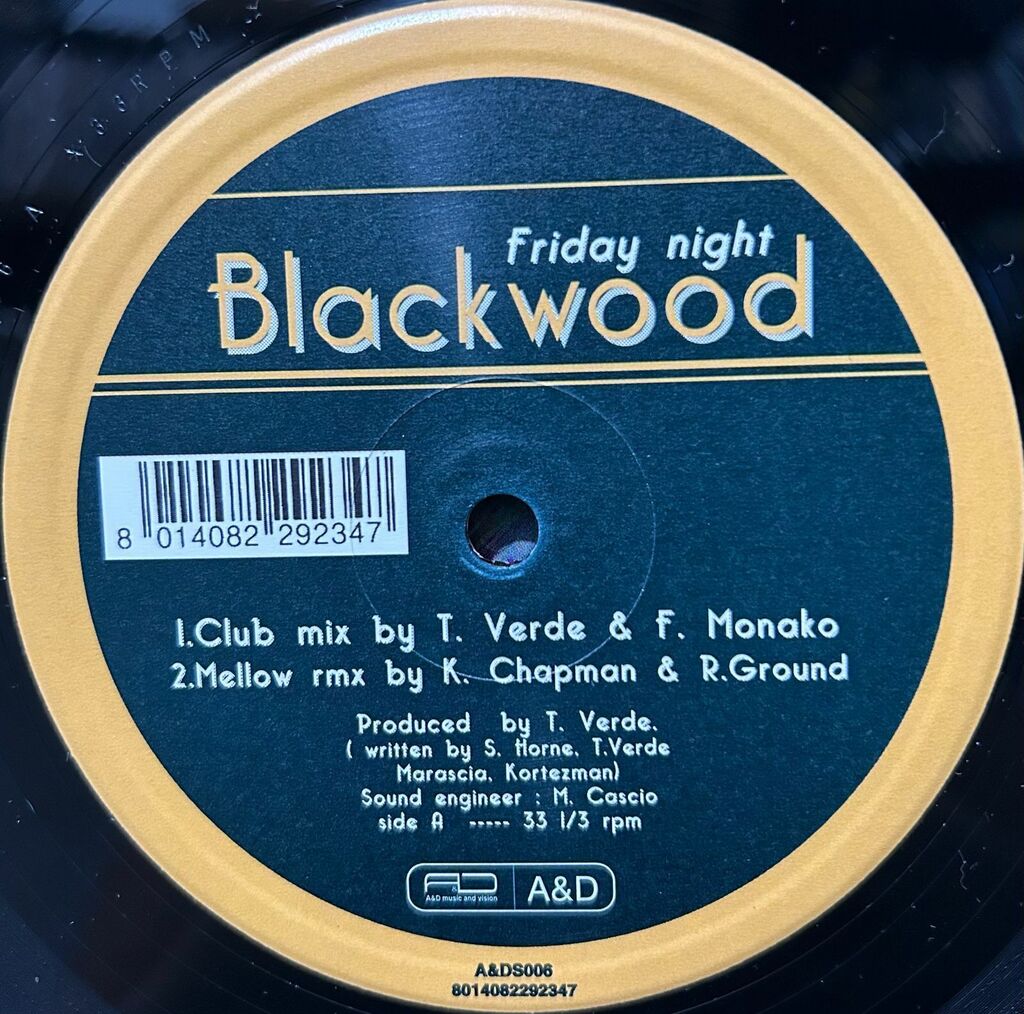 Friday night
Blackwood
8 014082 292347
1.Club mix by T. Verde & F. Monako
2.Mellow rmx by K. Chapman & R.Ground
Produced by T. Verde.
( written by S. Horne, T.Verde
Marascia, Kortezman)
Sound engineer : M. Cascio
side A ----- 33 1/3 rpm
A&D
A&D music and vision
A&D
A&DS006
8014082292347